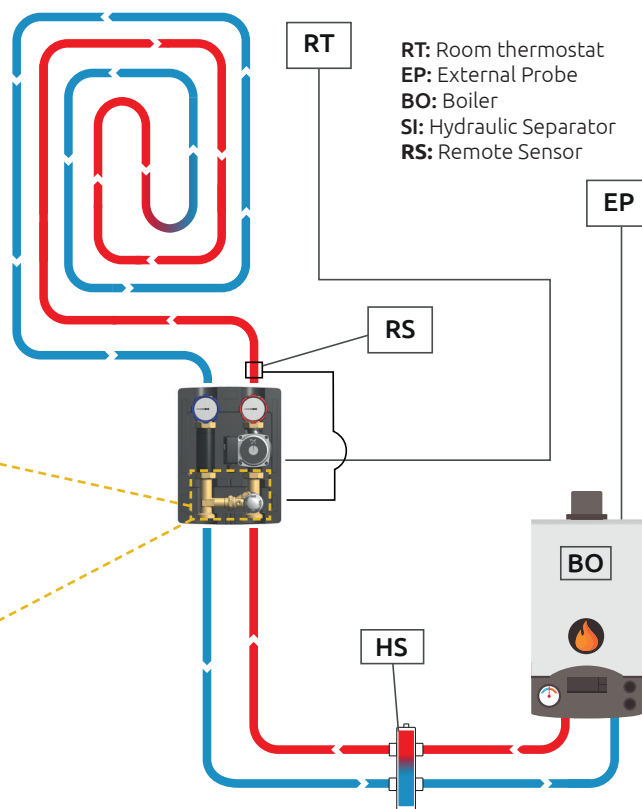 RT
RT: Room thermostat
EP: External Probe
BO: Boiler
SI: Hydraulic Separator
RS: Remote Sensor
EP
RS
BO
HS